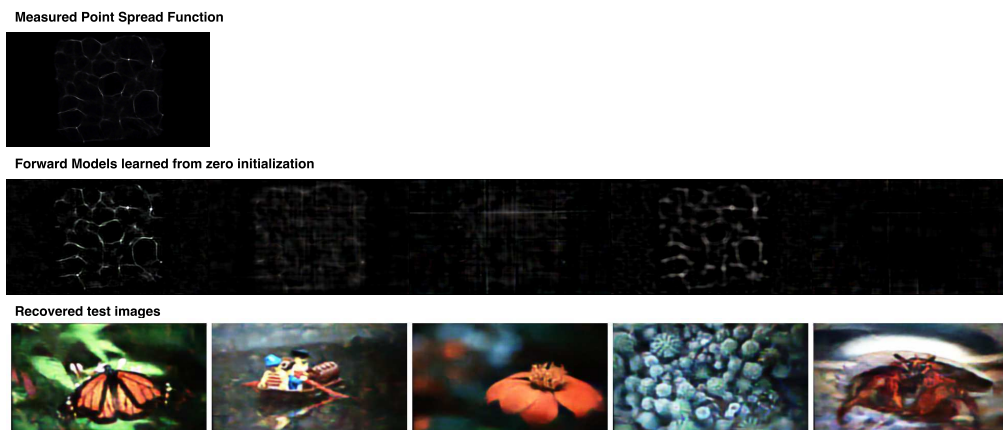 Measured Point Spread Function
Forward Models learned from zero initialization
Recovered test images